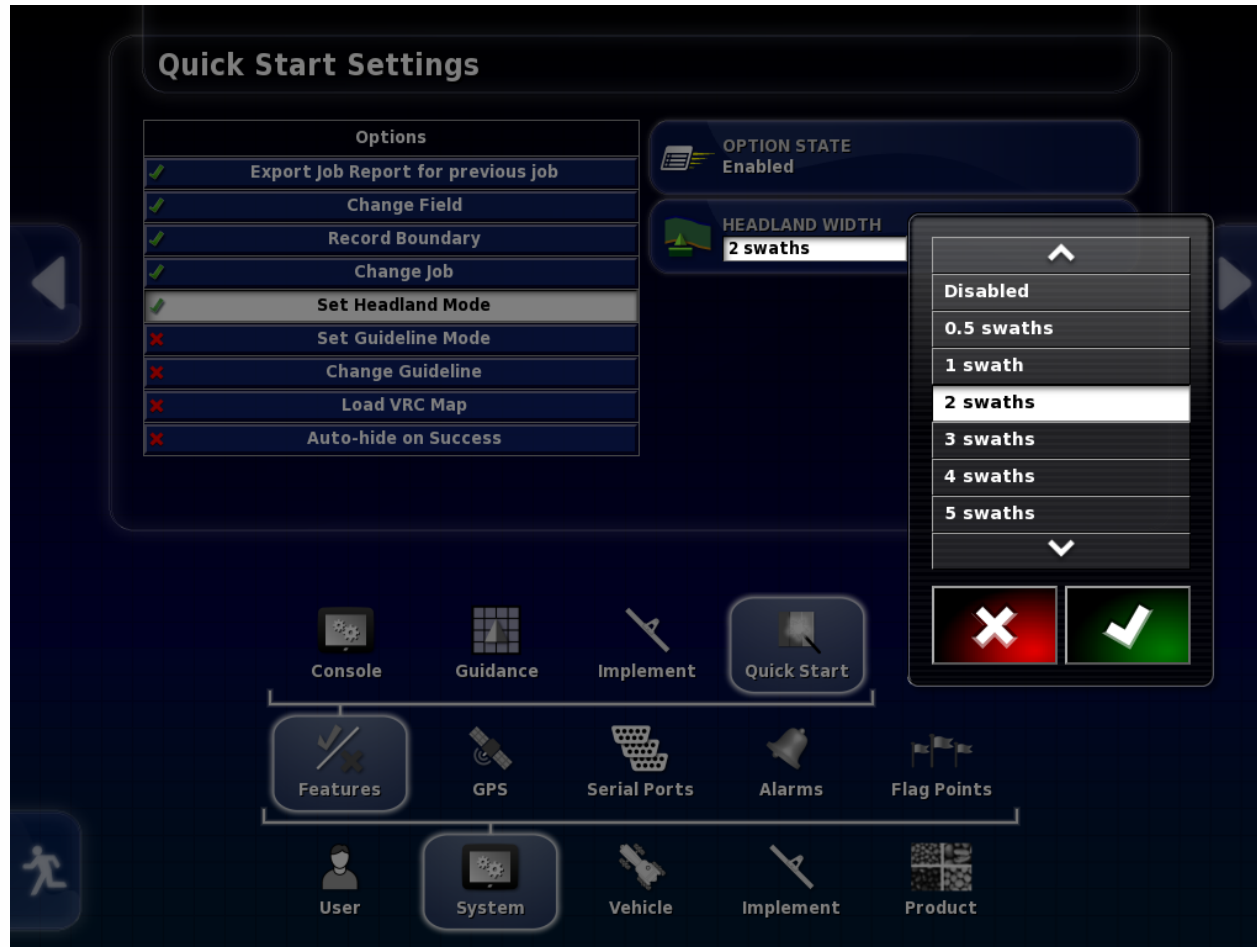 Quick Start Settings
Options
Export Job Report for previous job
Change Field
Record Boundary
Change Job
Set Headland Mode
Set Guideline Mode
Change Guideline
Load VRC Map
Auto-hide on Success
OPTION STATE
Enabled
HEADLAND WIDTH
2 swaths
Disabled
0.5 swaths
1 swath
2 swaths
3 swaths
4 swaths
5 swaths
Console Guidance Implement Quick Start
Features GPS Serial Ports Alarms Flag Points
User System Vehicle Implement Product